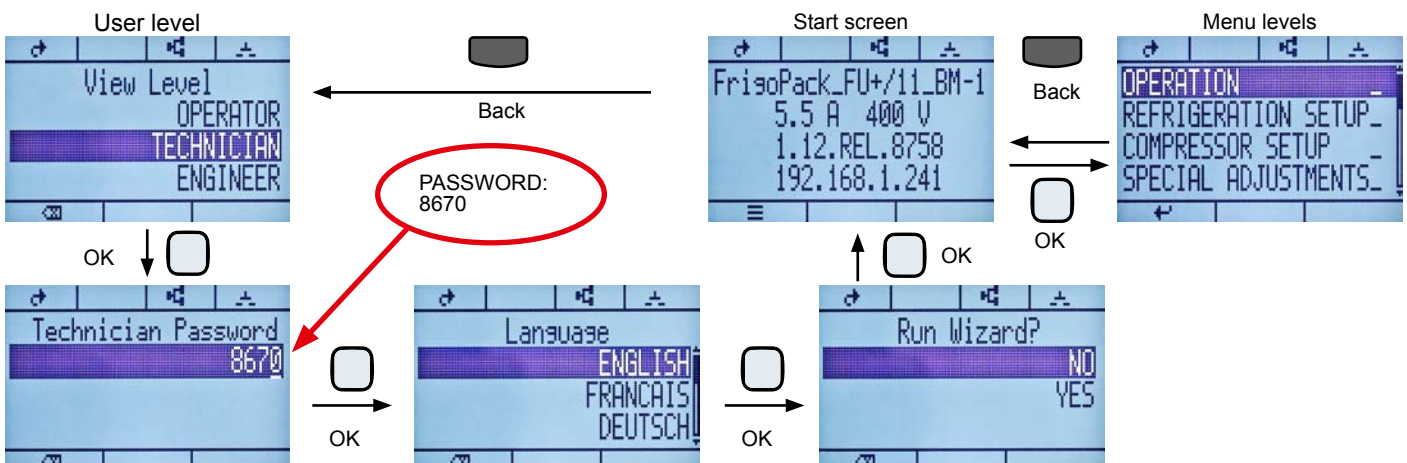 User level
View Level
OPERATOR
TECHNICIAN
ENGINEER
Back
Start screen
FrigoPack_FU+/11_BM-1
5.5 A 400 V
1.12.REL.8758
192.168.1.241
Back
OK
Menu levels
OPERATION _
REFRIGERATION SETUP_
COMPRESSOR SETUP _
SPECIAL ADJUSTMENTS_
PASSWORD:
8670
OK
Technician Password
8670
OK
Language
ENGLISH
FRANCAIS
DEUTSCH
OK
Run Wizard?
NO
YES
OK